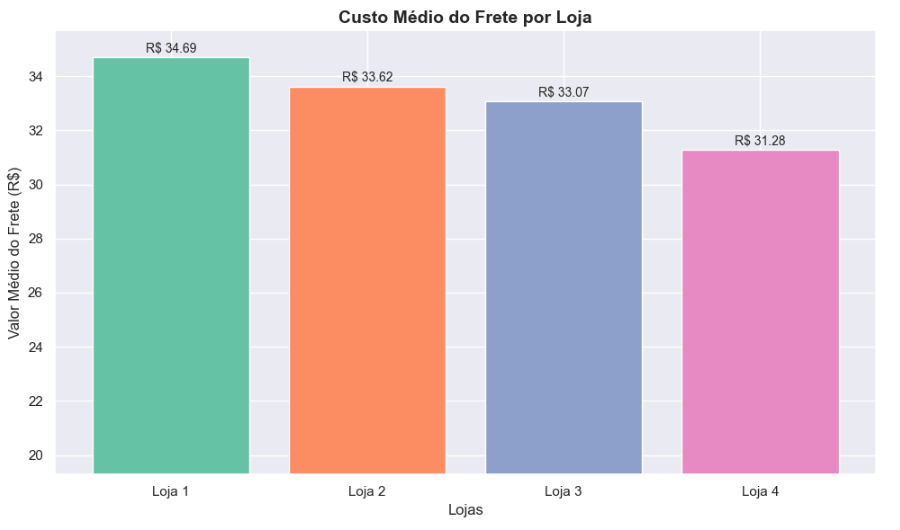 Custo Médio do Frete por Loja
R$ 34.69
R$ 33.62
R$ 33.07
R$ 31.28
34
32
30
28
26
24
22
20
Valor Médio do Frete (R$)
Loja 1
Loja 2
Loja 3
Loja 4
Lojas